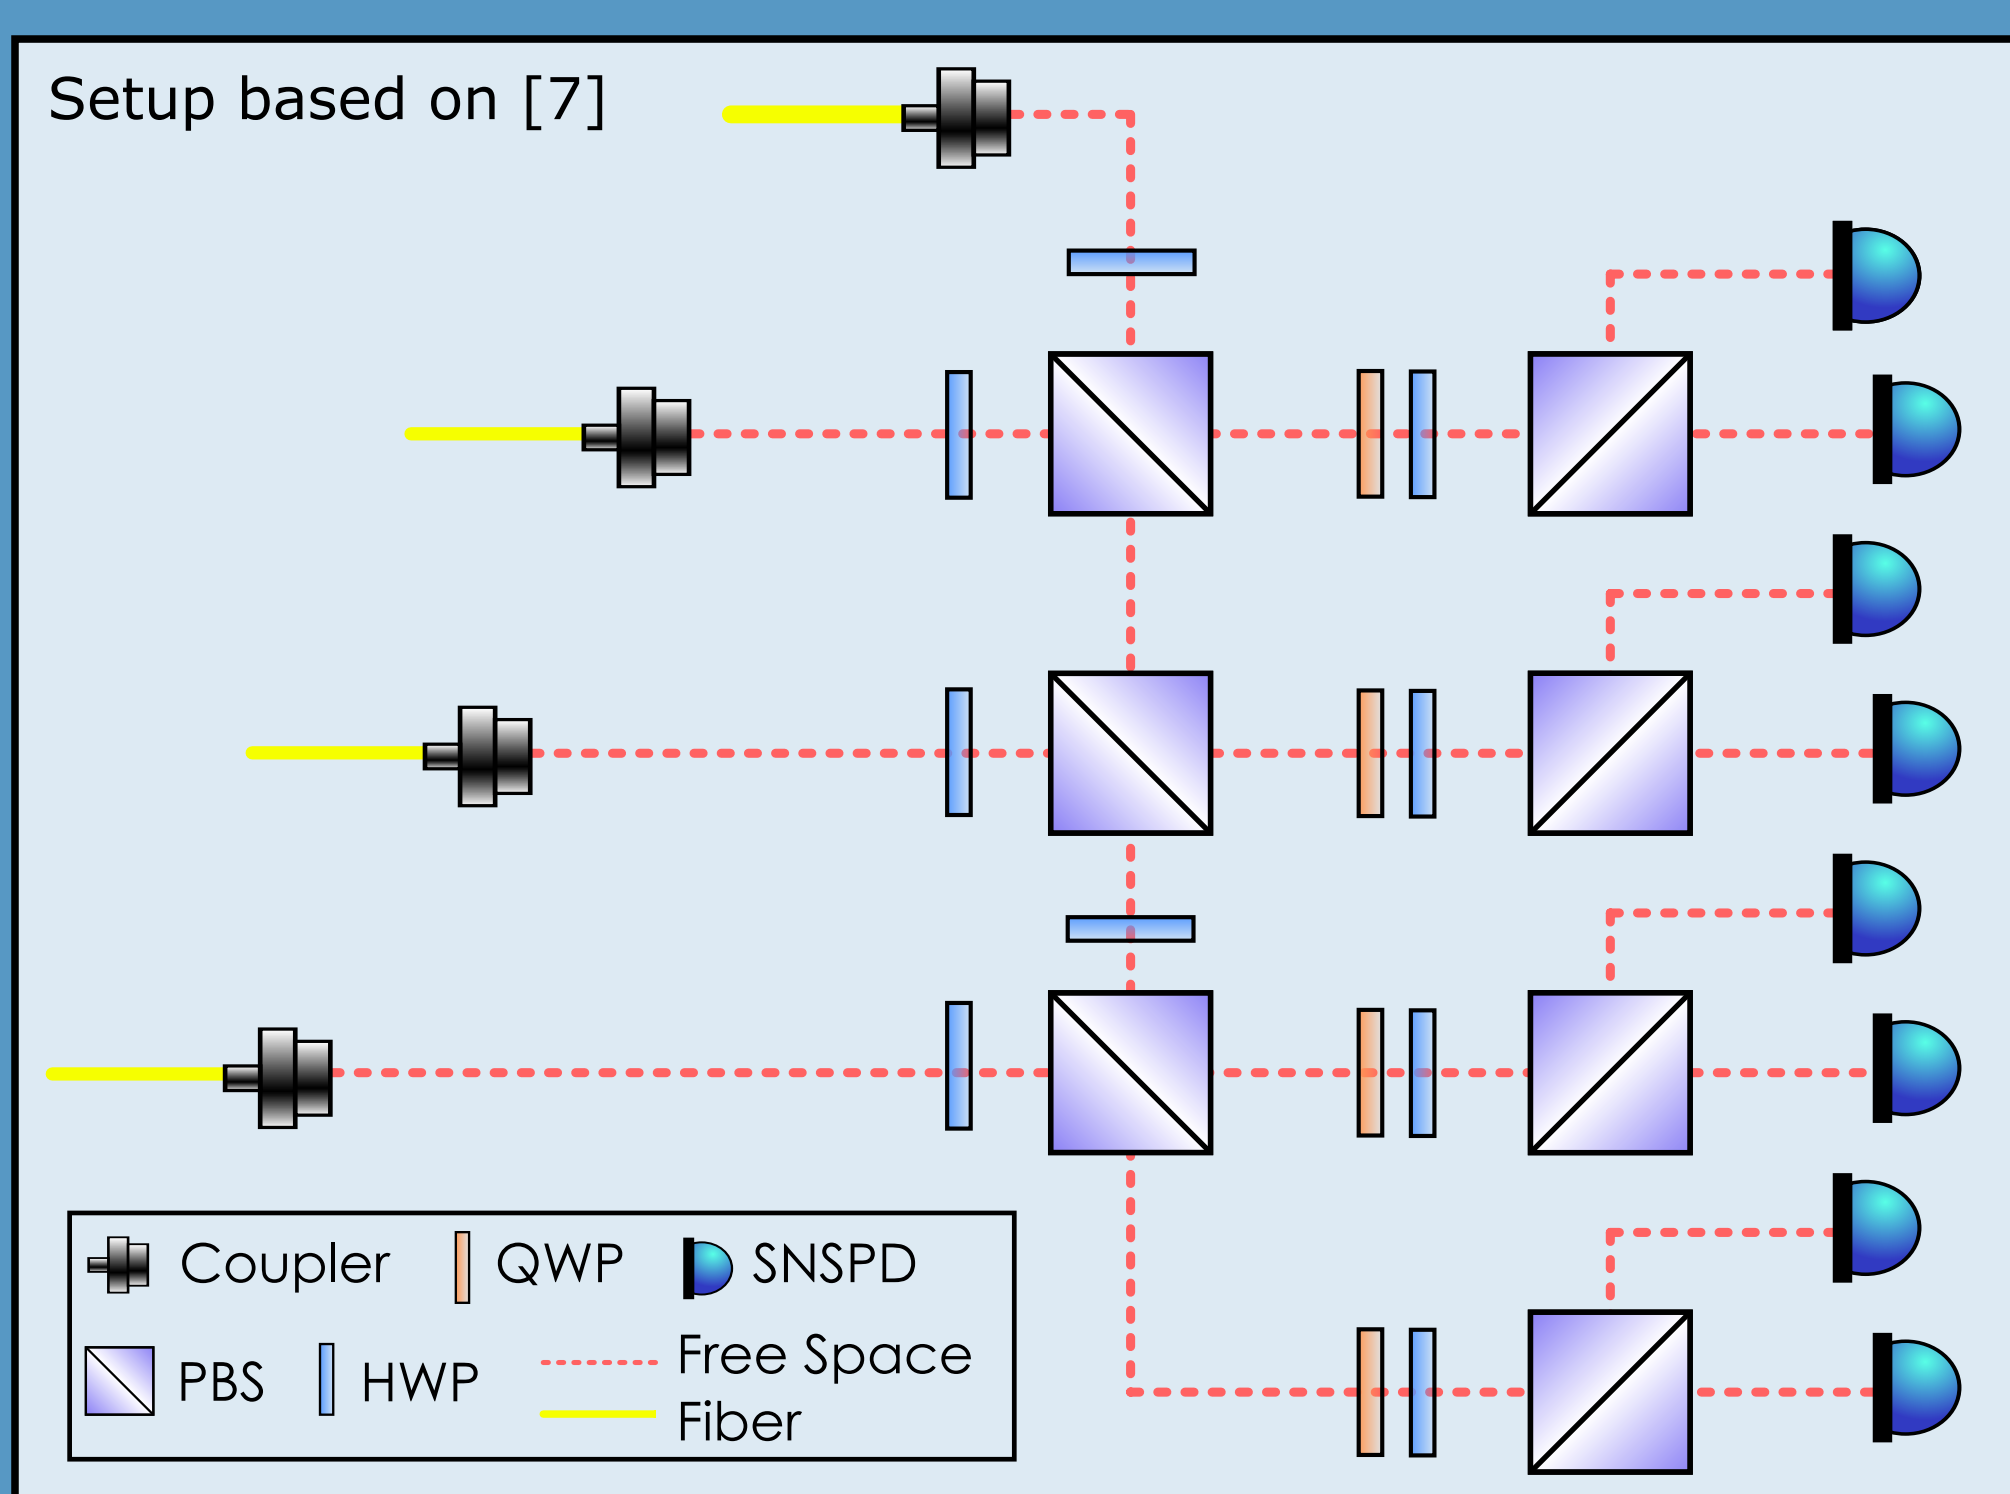 Setup based on [7]
Coupler QWP SNSPD
PBS HWP Free Space
Fiber